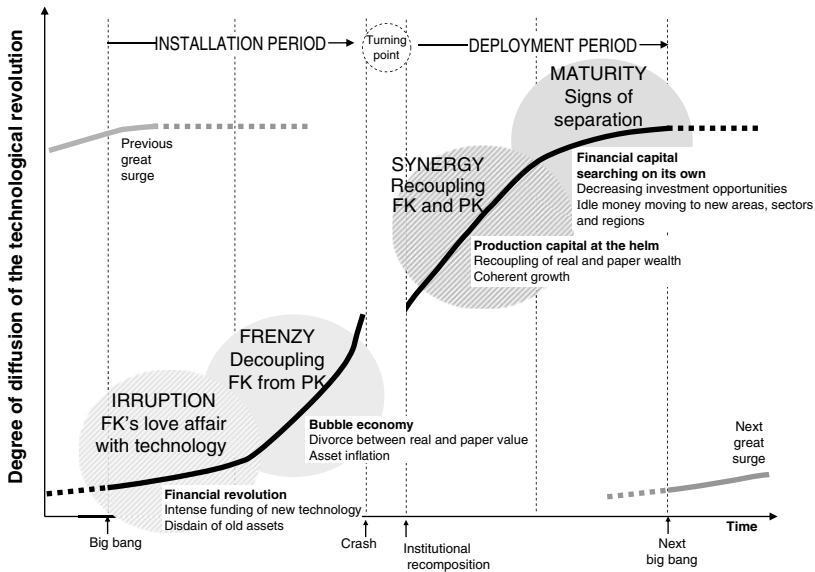 Degree of diffusion of the technological revolution
INSTALLATION PERIOD
Turning
point
DEPLOYMENT PERIOD
MATURITY
Signs of
separation
Previous
great
surge
Financial capital
searching on its own
Decreasing investment opportunities
Idle money moving to new areas, sectors
and regions
SYNERGY
Recoupling
FK and PK
Production capital at the helm
Recoupling of real and paper wealth
Coherent growth
FRENZY
Decoupling
FK from PK
IRRUPTION
FK's love affair
with technology
Bubble economy
Divorce between real and paper value
Asset inflation
Next
great
surge
Financial revolution
Intense funding of new technology
Disdain of old assets
Time
Big bang
Crash
Institutional
recomposition
Next
big bang